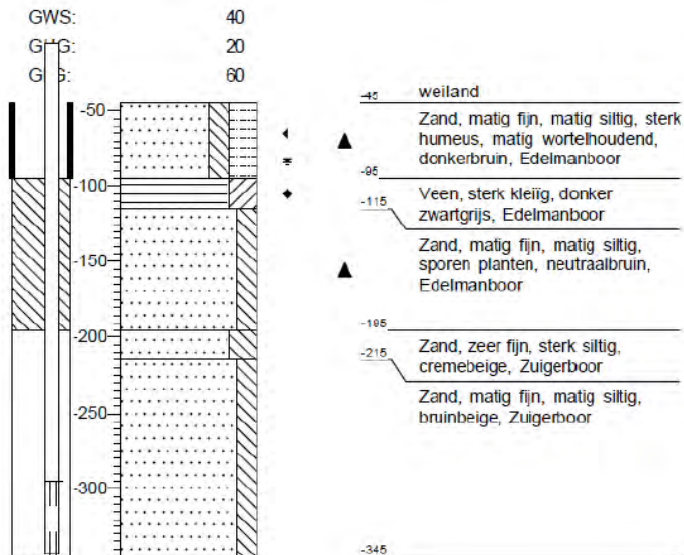 GWS: 40
GHG: 20
GLG: 60
-45 weiland
-50
Zand, matig fijn, matig siltig, sterk
humeus, matig wortelhoudend,
donkerbruin, Edelmanboor
-95
-100
Veen, sterk kleiïg, donker
zwartgrijs, Edelmanboor
-115
Zand, matig fijn, matig siltig,
sporen planten, neutraalbruin,
Edelmanboor
-150
-195
-200
Zand, zeer fijn, sterk siltig,
cremebeige, Zuigerboor
-215
Zand, matig fijn, matig siltig,
bruinbeige, Zuigerboor
-250
-300
-345